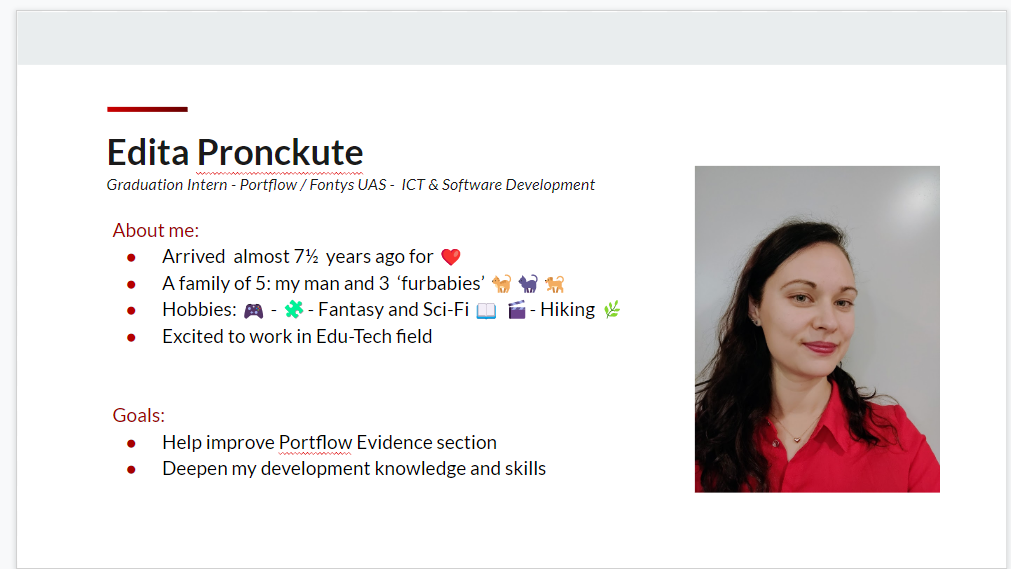 Edita Pronckute
Graduation Intern - Portflow / Fontys UAS - ICT & Software Development
About me:
● Arrived almost 7½ years ago for ❤️
● A family of 5: my man and 3 ‘furbabies’ 🐈 🐈‍⬛ 🐕
● Hobbies: 🎮 - 🧩 - Fantasy and Sci-Fi 📖 🎬 - Hiking 🌿
● Excited to work in Edu-Tech field
Goals:
● Help improve Portflow Evidence section
● Deepen my development knowledge and skills